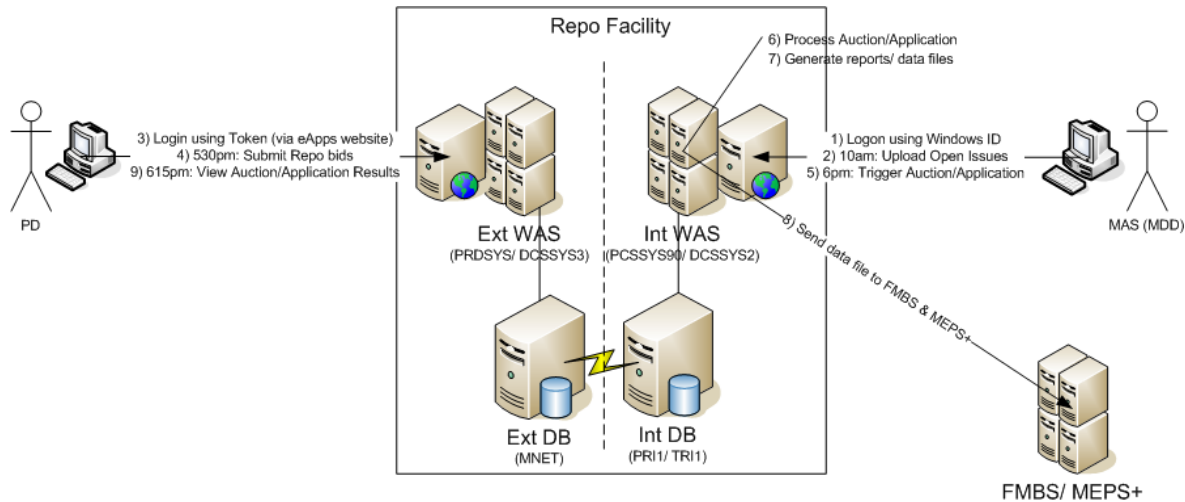 Repo Facility
6) Process Auction/Application
7) Generate reports/ data files
3) Login using Token (via eApps website)
4) 530pm: Submit Repo bids
9) 615pm: View Auction/Application Results
1) Logon using Windows ID
2) 10am: Upload Open Issues
5) 6pm: Trigger Auction/Application
PD
MAS (MDD)
Ext WAS
(PRDSYS/ DCSSYS3)
Int WAS
(PCSSYS90/ DCSSYS2)
8) Send data file to FMBS & MEPS+
Ext DB
(MNET)
Int DB
(PRI1/ TRI1)
FMBS/ MEPS+